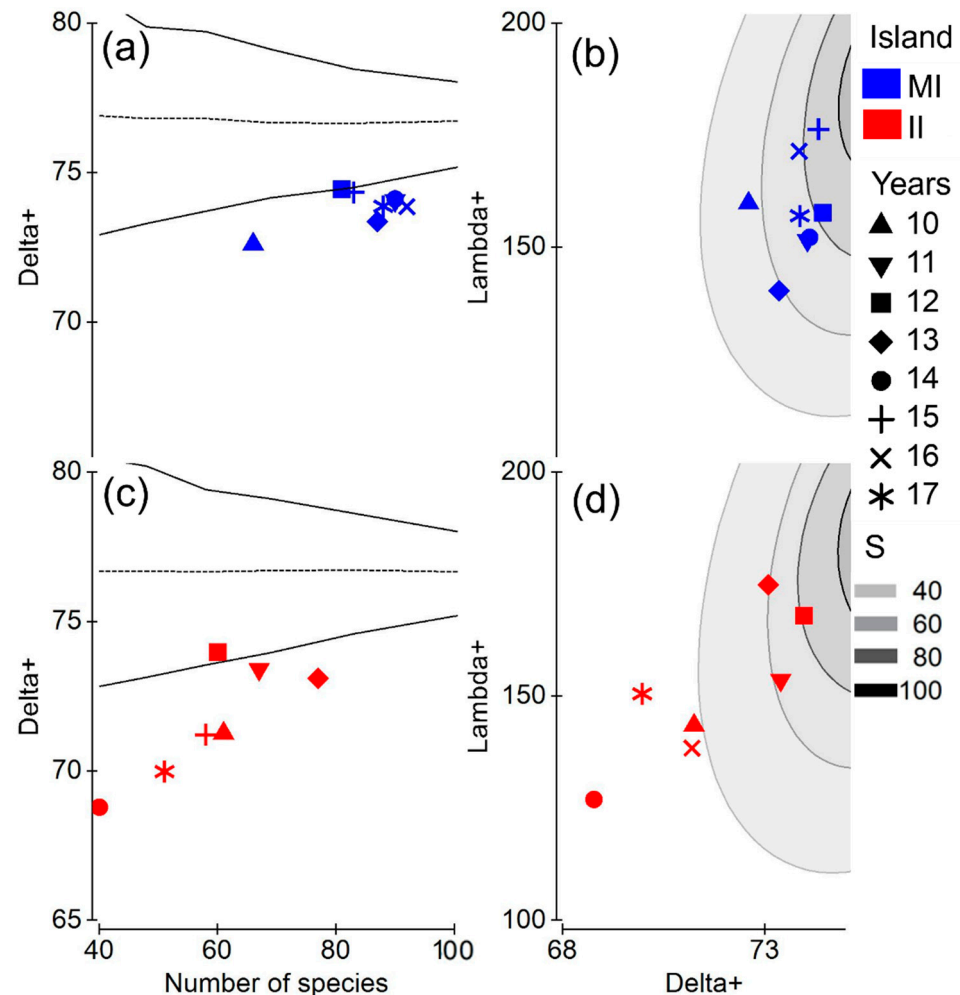 80
(a)
75
Delta+
70
200
(b)
Lambda+
150
Island
MI
II
Years
10
11
12
13
14
15
16
17
S
40
60
80
100
80
(c)
75
Delta+
70
65
40
60
80
100
Number of species
200
(d)
Lambda+
150
100
68
73
Delta+